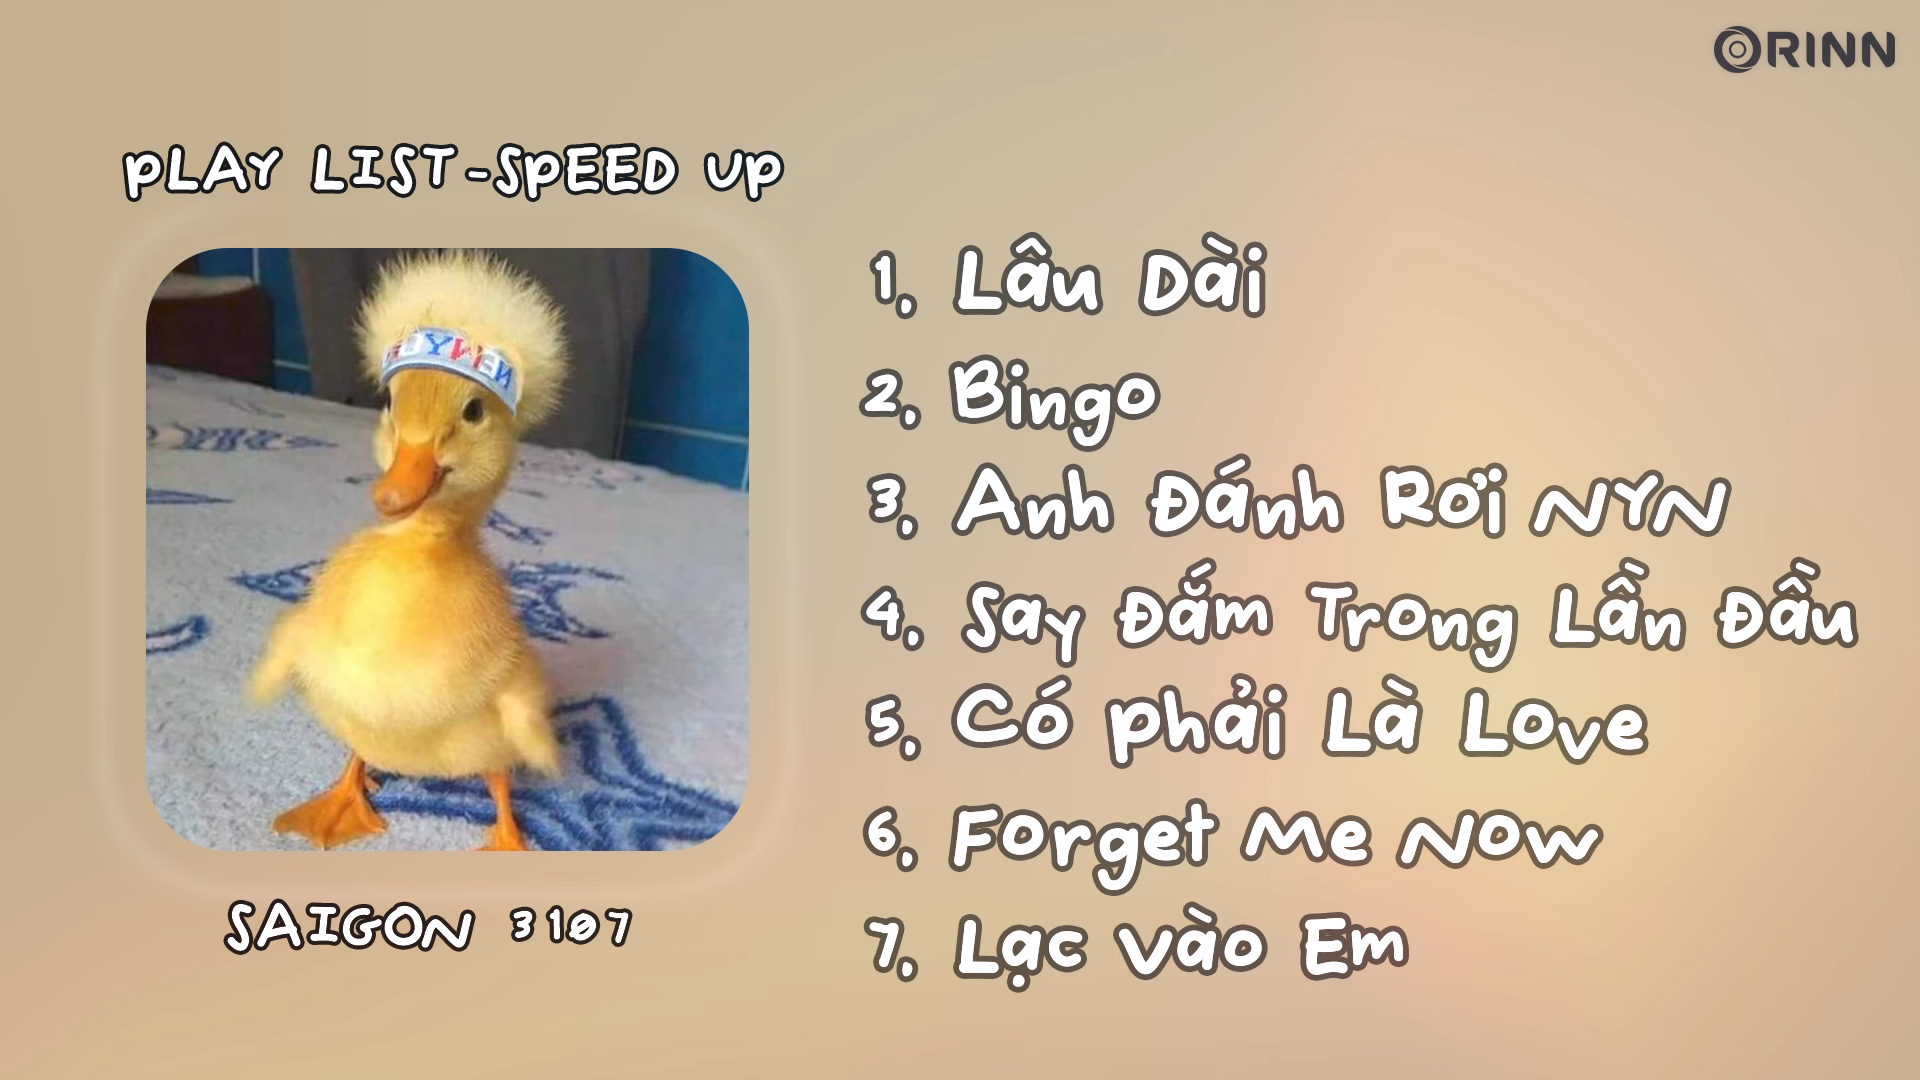 ORINN
PLAY LIST-SPEED UP
1. Lâu Dài
2. Bingo
3. Anh Đánh Rơi NYN
4. Say Đắm Trong Lần Đầu
5. Có Phải Là Love
6. Forget Me Now
7. Lạc Vào Em
SAIGON 3107